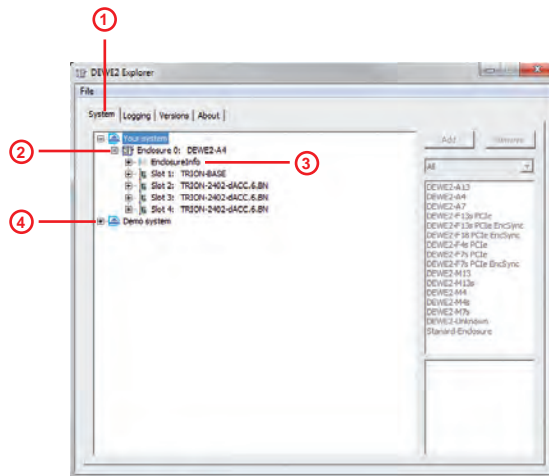 1
DEWE2 Explorer
File
System Logging Versions About
Your system
2
Enclosure 0: DEWE2-A4
EnclosureInfo
3
Slot 1: TRION-BASE
Slot 2: TRION-2402-dACC.6.BN
Slot 3: TRION-2402-dACC.6.BN
Slot 4: TRION-2402-dACC.6.BN
4
Demo system
Add Remove
All
DEWE2-A13
DEWE2-A4
DEWE2-A7
DEWE2-F13s PCIe
DEWE2-F13s PCIe EncSync
DEWE2-F18 PCIe EncSync
DEWE2-F4s PCIe
DEWE2-F7s PCIe
DEWE2-F7s PCIe EncSync
DEWE2-M13
DEWE2-M13s
DEWE2-M4
DEWE2-M4s
DEWE2-M7s
DEWE2-Unknown
Stanard-Enclosure